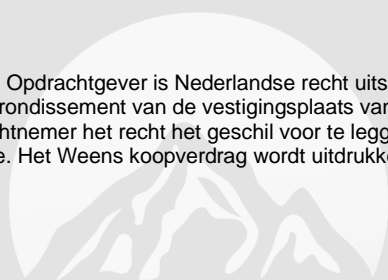 Opdrachtgever is Nederlandse recht uits
rondissement van de vestigingsplaats van
htnemer het recht het geschil voor te legg
e. Het Weens koopverdrag wordt uitdrukke